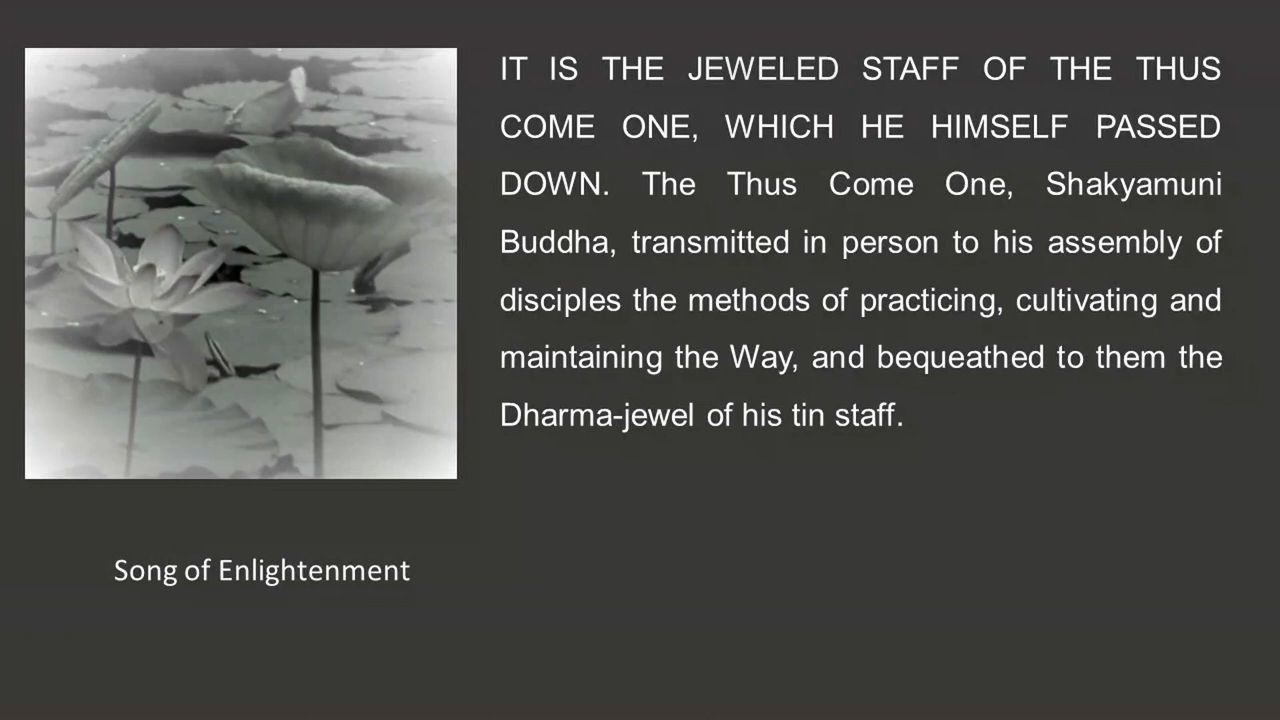 IT IS THE JEWELED STAFF OF THE THUS
COME ONE, WHICH HE HIMSELF PASSED
DOWN. The Thus Come One, Shakyamuni
Buddha, transmitted in person to his assembly of
disciples the methods of practicing, cultivating and
maintaining the Way, and bequeathed to them the
Dharma-jewel of his tin staff.
Song of Enlightenment